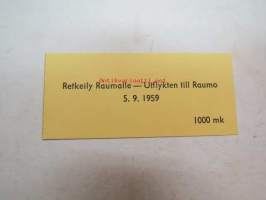 Retkeily Raumalle — Utflykten till Raumo
5. 9. 1959
1000 mk